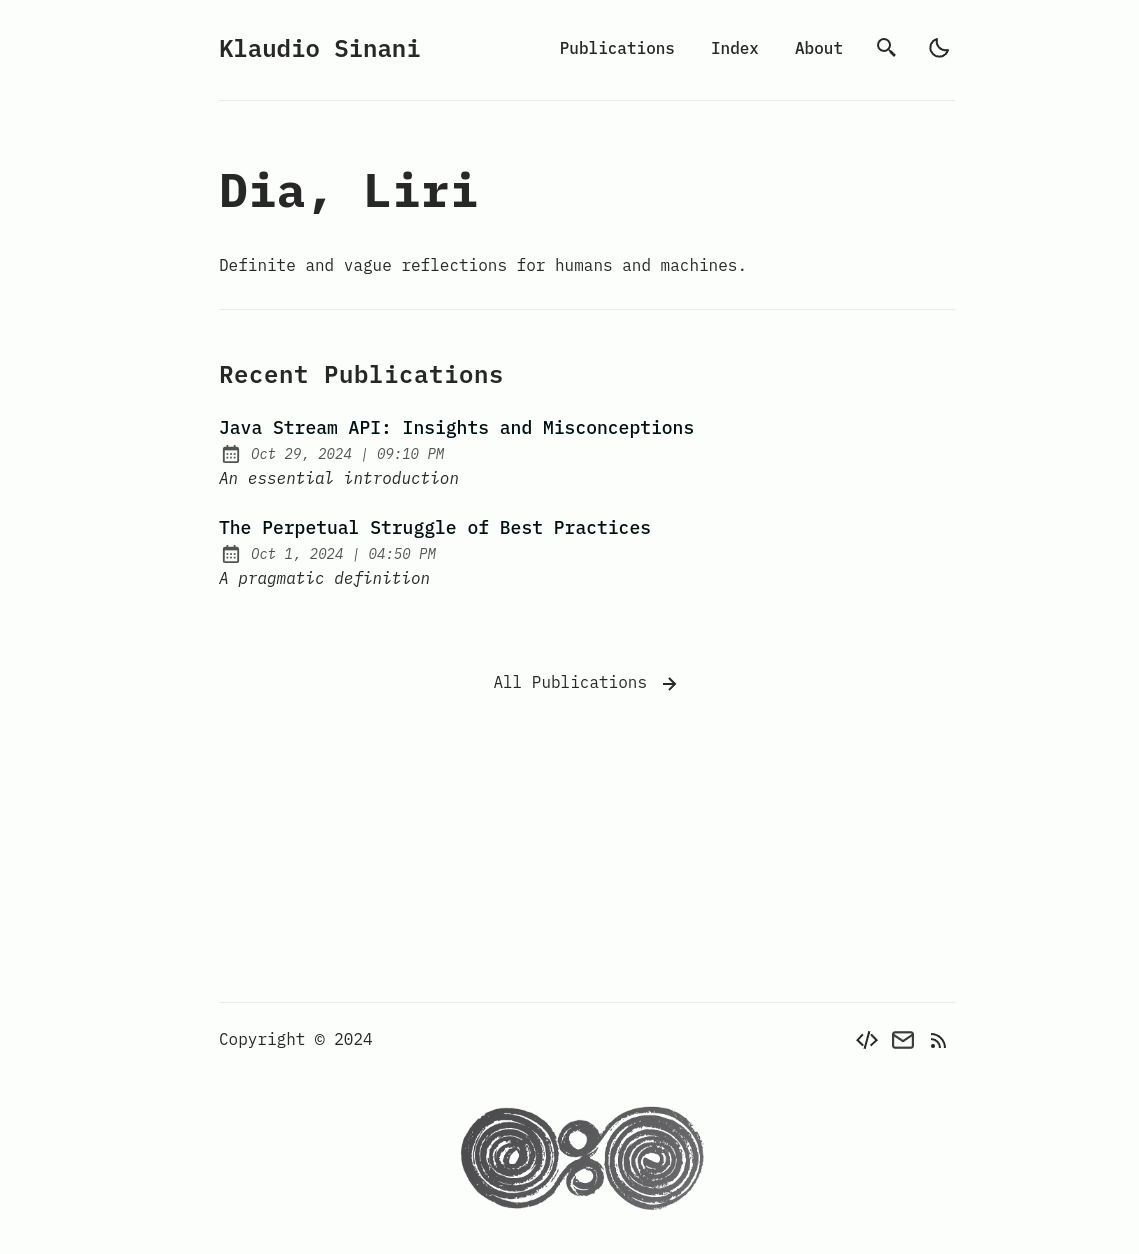 Klaudio Sinani
Publications Index About
Dia, Liri
Definite and vague reflections for humans and machines.
Recent Publications
Java Stream API: Insights and Misconceptions
Oct 29, 2024 | 09:10 PM
An essential introduction
The Perpetual Struggle of Best Practices
Oct 1, 2024 | 04:50 PM
A pragmatic definition
All Publications
Copyright © 2024